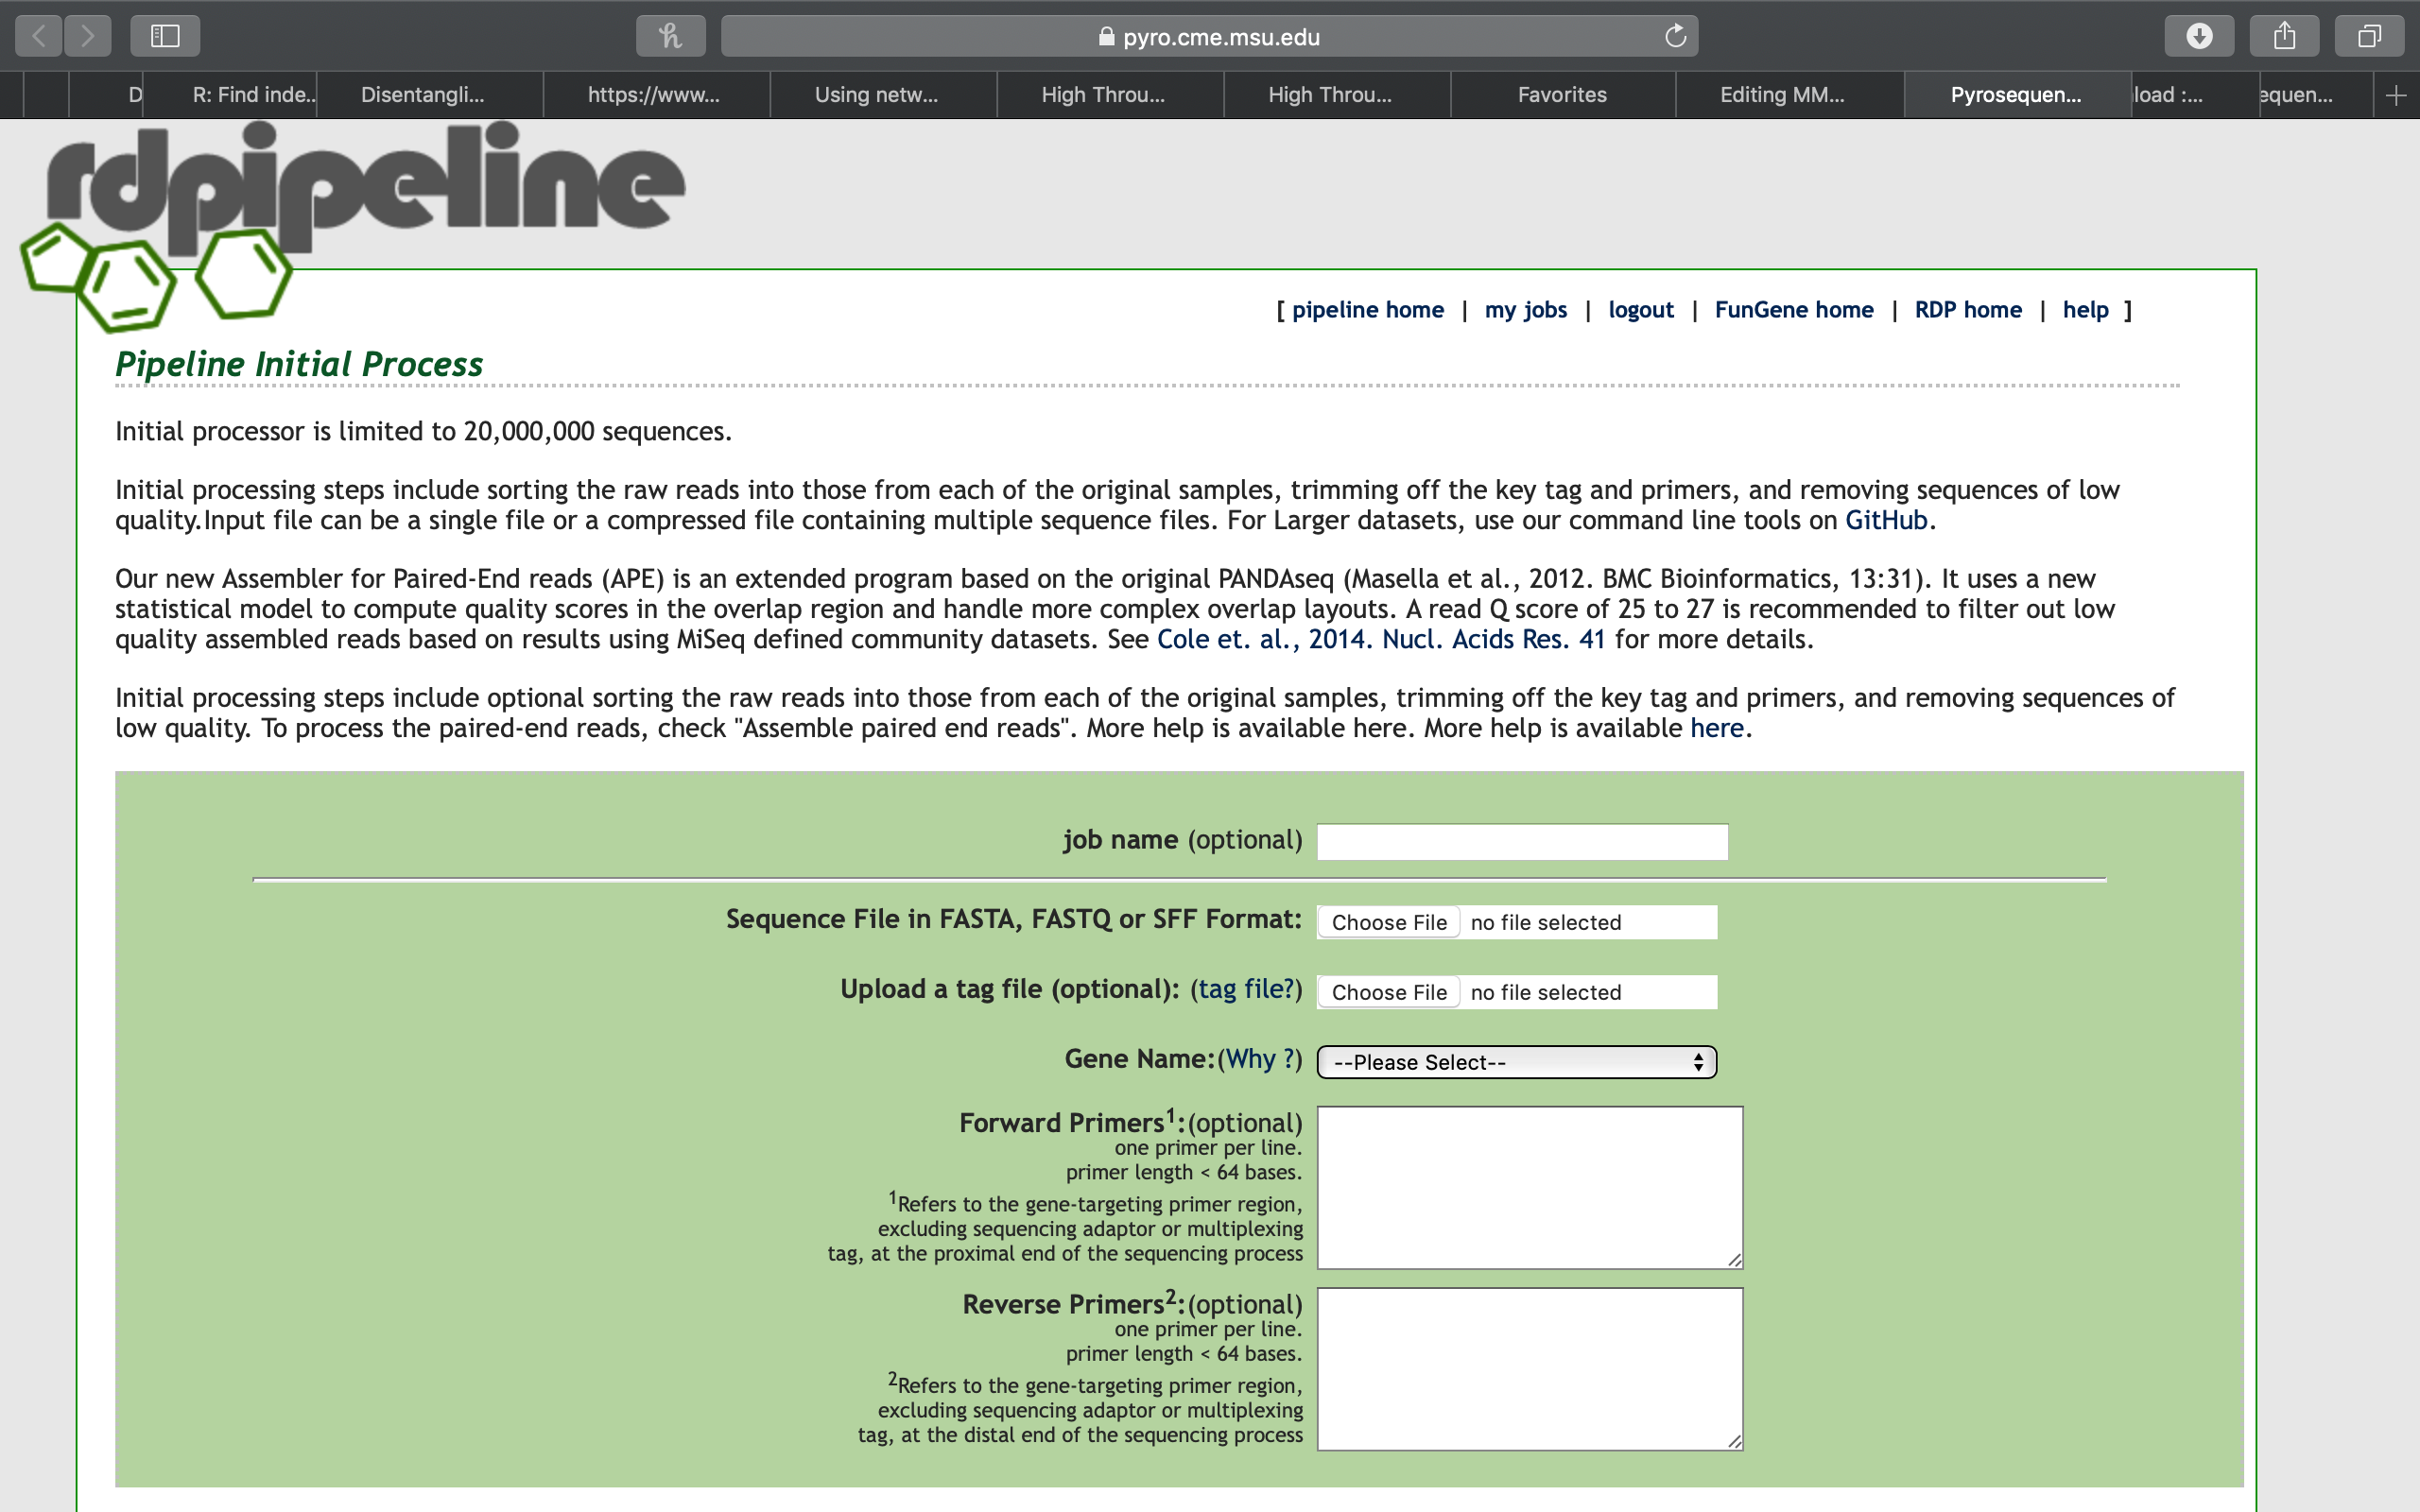 pyro.cme.msu.edu
D
R: Find inde..
Disentangli...
https://www...
Using netw...
High Throu...
High Throu...
Favorites
Editing MM...
Pyrosequen...
load :...
equen...
rdpipeline
[ pipeline home | my jobs | logout | FunGene home | RDP home | help ]
Pipeline Initial Process
Initial processor is limited to 20,000,000 sequences.
Initial processing steps include sorting the raw reads into those from each of the original samples, trimming off the key tag and primers, and removing sequences of low
quality.Input file can be a single file or a compressed file containing multiple sequence files. For Larger datasets, use our command line tools on GitHub.
Our new Assembler for Paired-End reads (APE) is an extended program based on the original PANDAseq (Masella et al., 2012. BMC Bioinformatics, 13:31). It uses a new
statistical model to compute quality scores in the overlap region and handle more complex overlap layouts. A read Q score of 25 to 27 is recommended to filter out low
quality assembled reads based on results using MiSeq defined community datasets. See Cole et. al., 2014. Nucl. Acids Res. 41 for more details.
Initial processing steps include optional sorting the raw reads into those from each of the original samples, trimming off the key tag and primers, and removing sequences of
low quality. To process the paired-end reads, check "Assemble paired end reads". More help is available here. More help is available here.
job name (optional)
Sequence File in FASTA, FASTQ or SFF Format: Choose File no file selected
Upload a tag file (optional): (tag file?) Choose File no file selected
Gene Name:(Why ?) --Please Select--
Forward Primers1:(optional)
one primer per line.
primer length < 64 bases.
1Refers to the gene-targeting primer region,
excluding sequencing adaptor or multiplexing
tag, at the proximal end of the sequencing process
Reverse Primers2:(optional)
one primer per line.
primer length < 64 bases.
2Refers to the gene-targeting primer region,
excluding sequencing adaptor or multiplexing
tag, at the distal end of the sequencing process